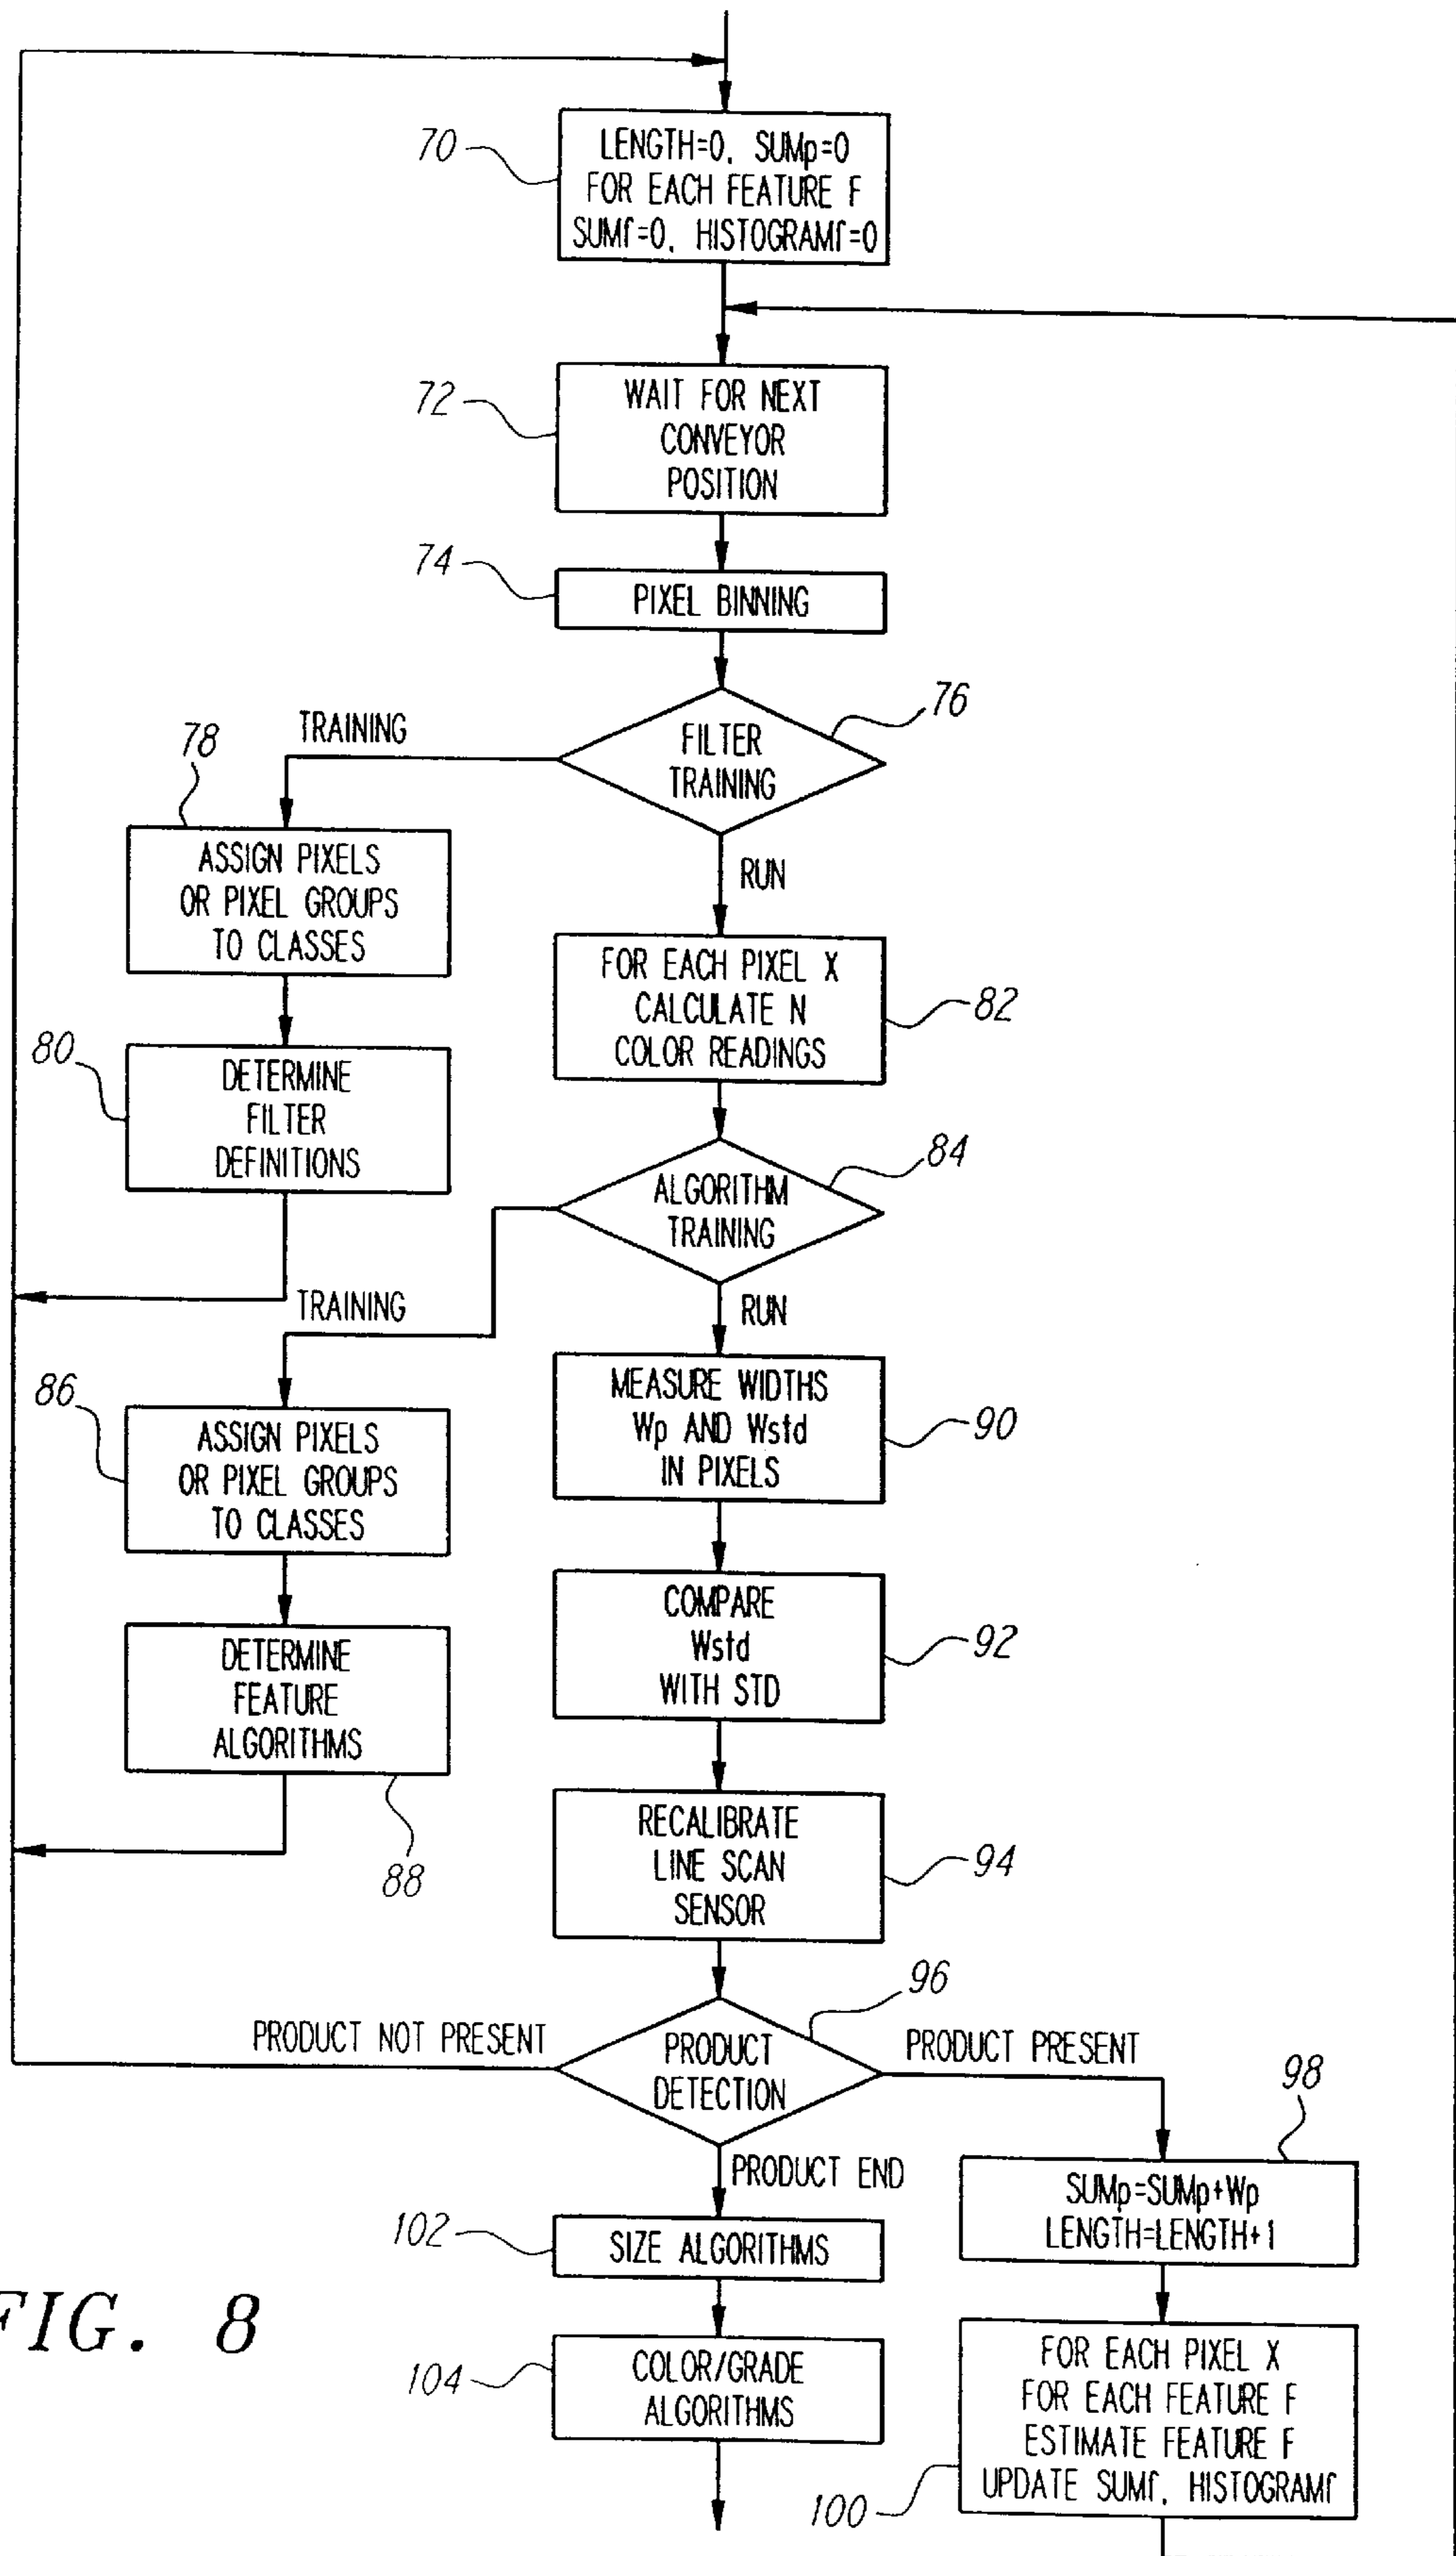 70
LENGTH=0, SUMp=0
FOR EACH FEATURE F
SUMf=0, HISTOGRAMf=0
72
WAIT FOR NEXT
CONVEYOR
POSITION
74
PIXEL BINNING
76
FILTER
TRAINING
TRAINING
78
ASSIGN PIXELS
OR PIXEL GROUPS
TO CLASSES
RUN
FOR EACH PIXEL X
CALCULATE N
COLOR READINGS
82
80
DETERMINE
FILTER
DEFINITIONS
84
ALGORITHM
TRAINING
TRAINING
RUN
86
ASSIGN PIXELS
OR PIXEL GROUPS
TO CLASSES
MEASURE WIDTHS
Wp AND Wstd
IN PIXELS
90
COMPARE
Wstd
WITH STD
92
DETERMINE
FEATURE
ALGORITHMS
88
RECALIBRATE
LINE SCAN
SENSOR
94
96
PRODUCT NOT PRESENT
PRODUCT
DETECTION
PRODUCT PRESENT
98
PRODUCT END
SUMp=SUMp+Wp
LENGTH=LENGTH+1
102
SIZE ALGORITHMS
104
COLOR/GRADE
ALGORITHMS
FOR EACH PIXEL X
FOR EACH FEATURE F
ESTIMATE FEATURE F
UPDATE SUMf, HISTOGRAMf
100
FIG. 8